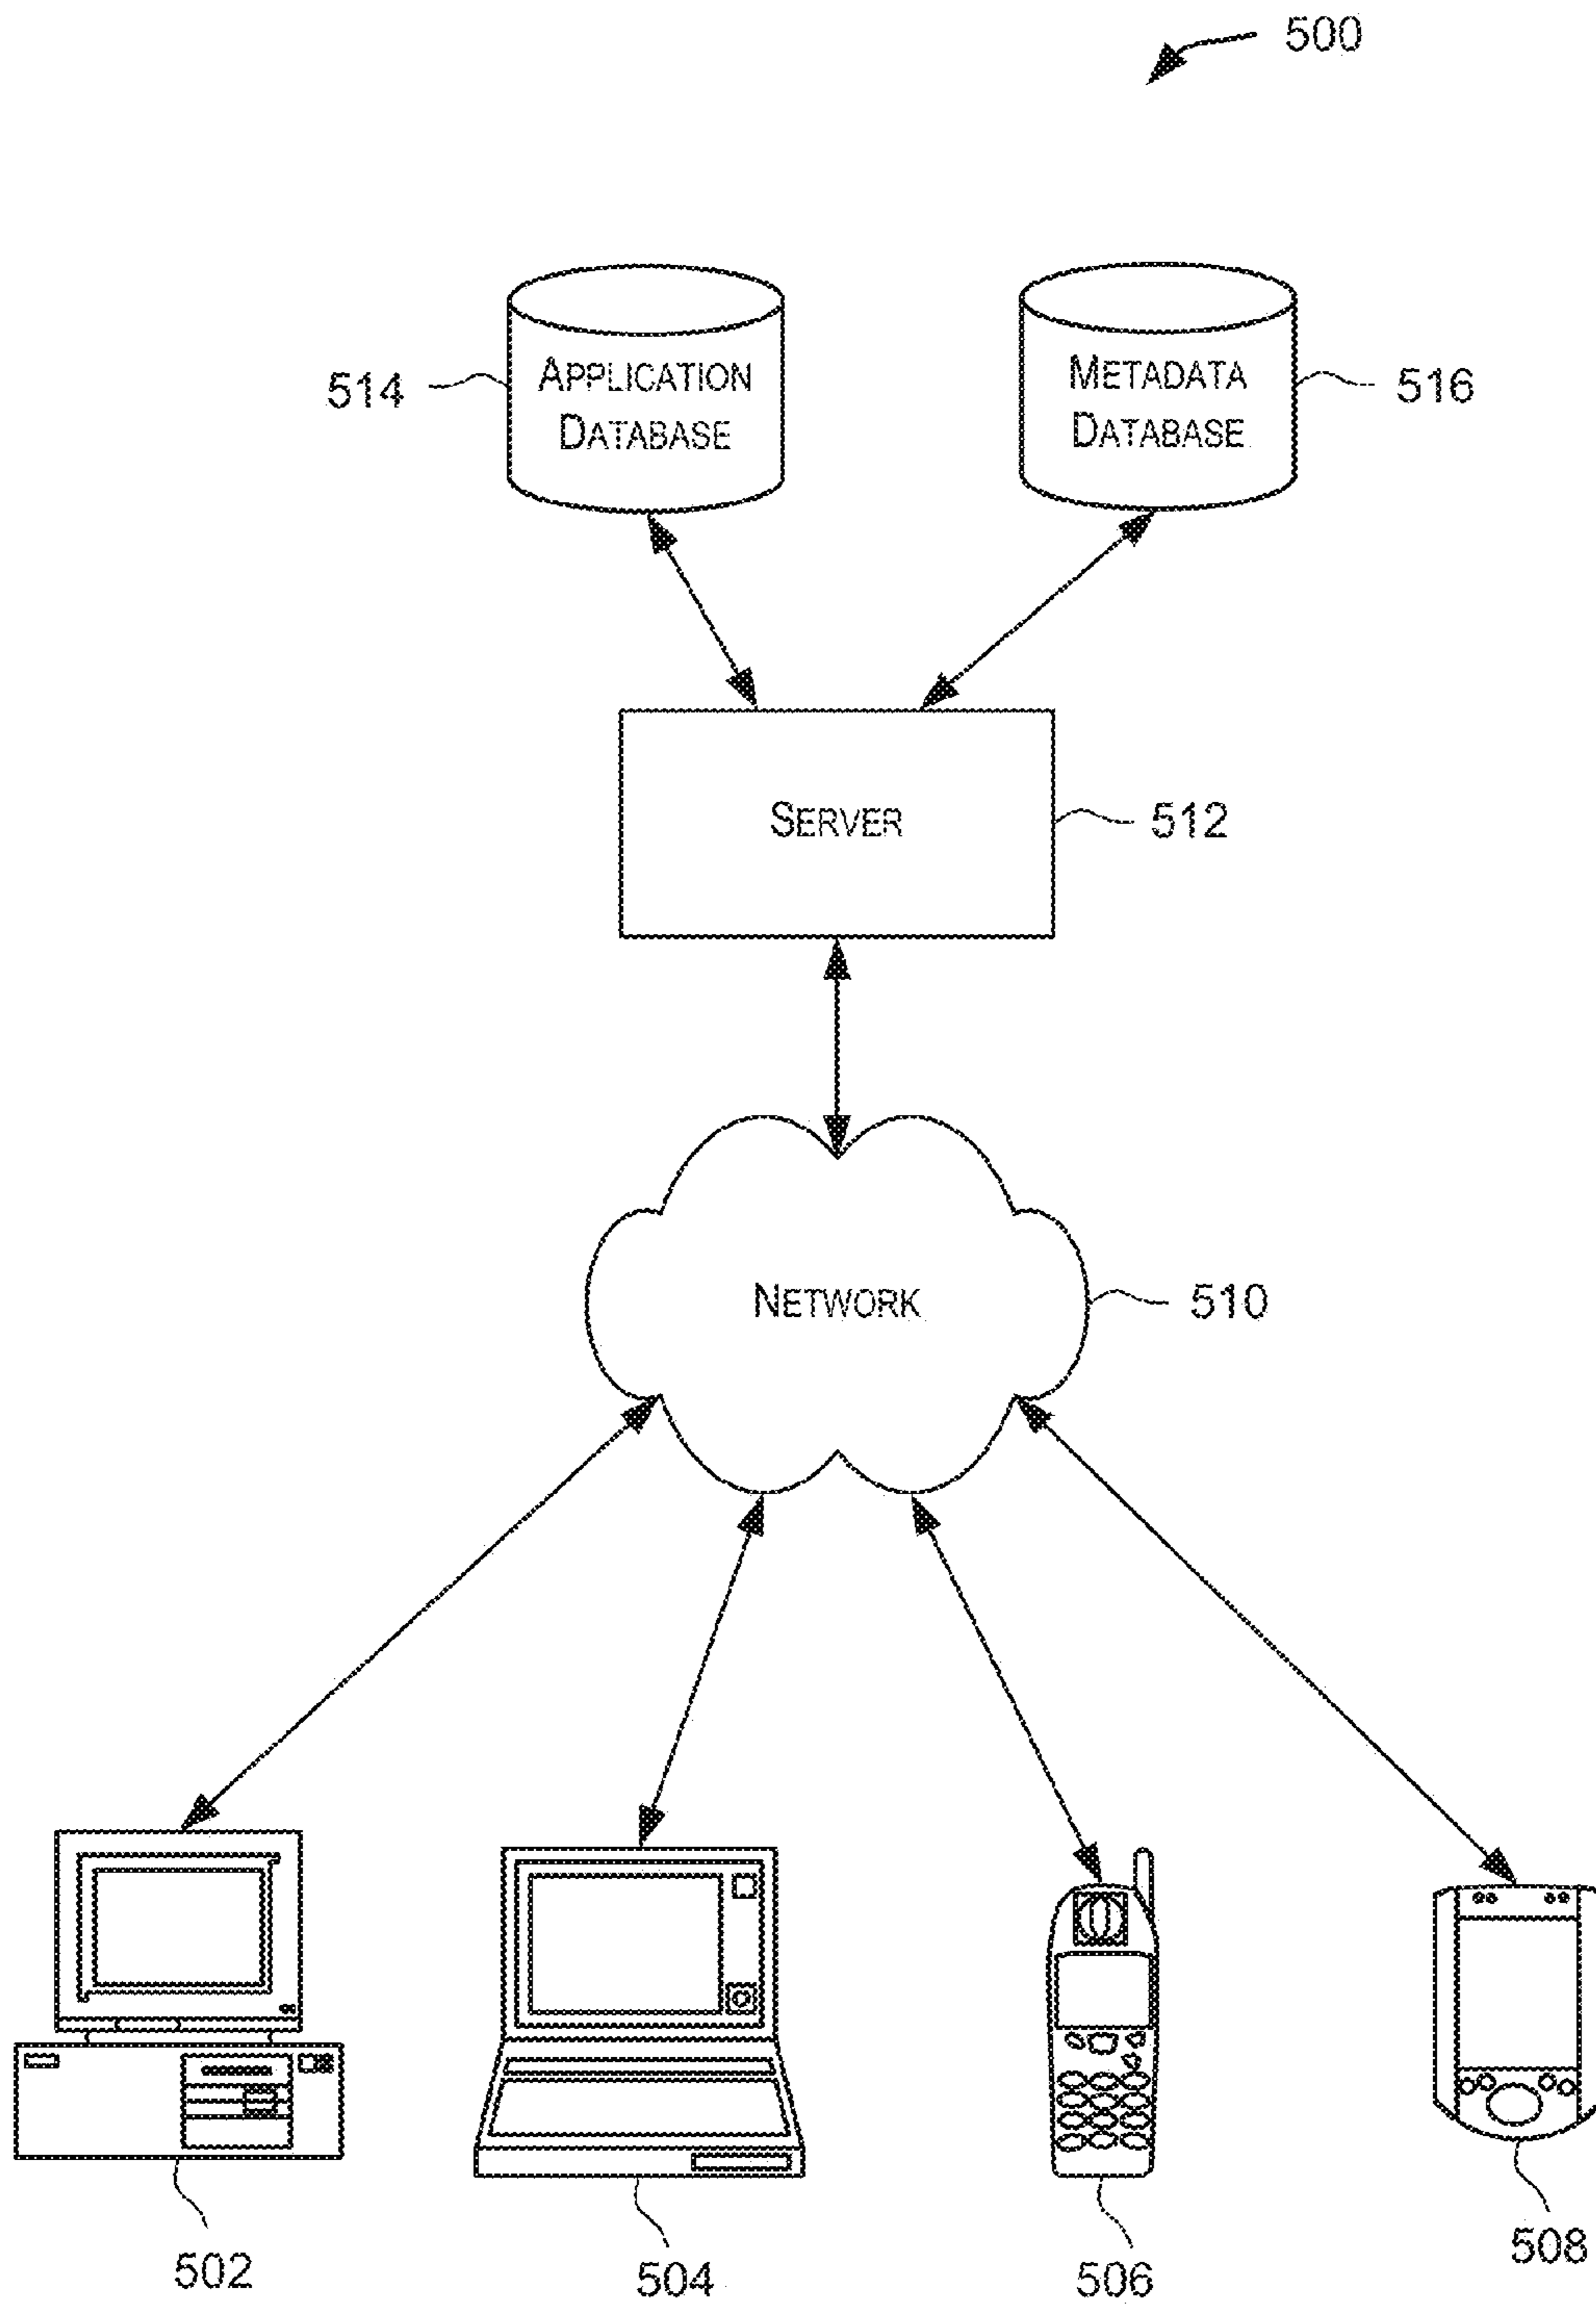 500
APPLICATION
DATABASE
514
METADATA
DATABASE
516
SERVER
512
NETWORK
510
502
504
506
508